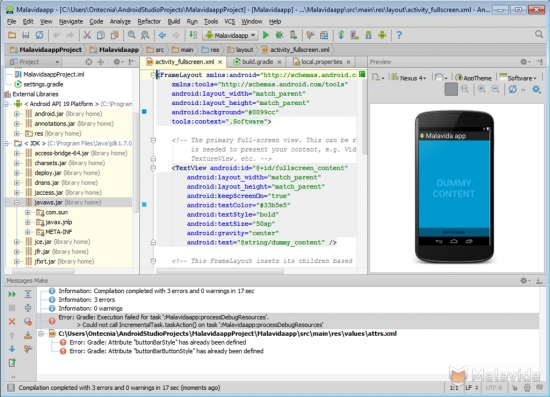 Malavidaapp - [C:\Users\Ontecnia\AndroidStudioProjects\MalavidaappProject] - [Malavidaapp] - ...\Malavidaapp\src\main\res\layout\activity_fullscreen.xml - An...
File Edit View Navigate Code Analyze Refactor Build Run Tools VCS Window Help
Malavidaapp
MalavidaappProject Malavidaapp src main res layout activity_fullscreen.xml
Project activity_fullscreen.xml build.gradle local.properties Preview
MalavidaappProject.iml
settings.gradle
External Libraries
< Android API 19 Platform > (C:\Program
android.jar (library home)
annotations.jar (library home)
res (library home)
< JDK > (C:\Program Files\Java\jdk1.7.0
access-bridge-64.jar (library home)
charsets.jar (library home)
deploy.jar (library home)
dnsns.jar (library home)
jaccess.jar (library home)
javaws.jar (library home)
com.sun
javax.jnlp
META-INF
jce.jar (library home)
jfr.jar (library home)
jfxrt.jar (library home)
<FrameLayout xmlns:android="http://schemas.android.c
xmlns:tools="http://schemas.android.com/tools"
android:layout_width="match_parent"
android:layout_height="match_parent"
android:background="#0099cc"
tools:context=".Software">
<!-- The primary full-screen view. This can be r
is needed to present your content, e.g. Vid
TextureView, etc. -->
<TextView android:id="@+id/fullscreen_content"
android:layout_width="match_parent"
android:layout_height="match_parent"
android:keepScreenOn="true"
android:textColor="#33b5e5"
android:textStyle="bold"
android:textSize="50sp"
android:gravity="center"
android:text="@string/dummy_content" />
<!-- This FrameLayout insets its children based
Nexus 4 AppTheme Software
Malavida app
DUMMY
CONTENT
Messages Make
Information: Compilation completed with 3 errors and 0 warnings in 17 sec
Information: 3 errors
Information: 0 warnings
Error: Gradle: Execution failed for task ':Malavidaapp:processDebugResources'.
> Could not call IncrementalTask.taskAction() on task ':Malavidaapp:processDebugResources'
C:\Users\Ontecnia\AndroidStudioProjects\MalavidaappProject\Malavidaapp\src\main\res\values\attrs.xml
Error: Gradle: Attribute "buttonBarStyle" has already been defined
Error: Gradle: Attribute "buttonBarButtonStyle" has already been defined
Compilation completed with 3 errors and 0 warnings in 17 sec (moments ago) 1:1 LF UTF-8
Malavida